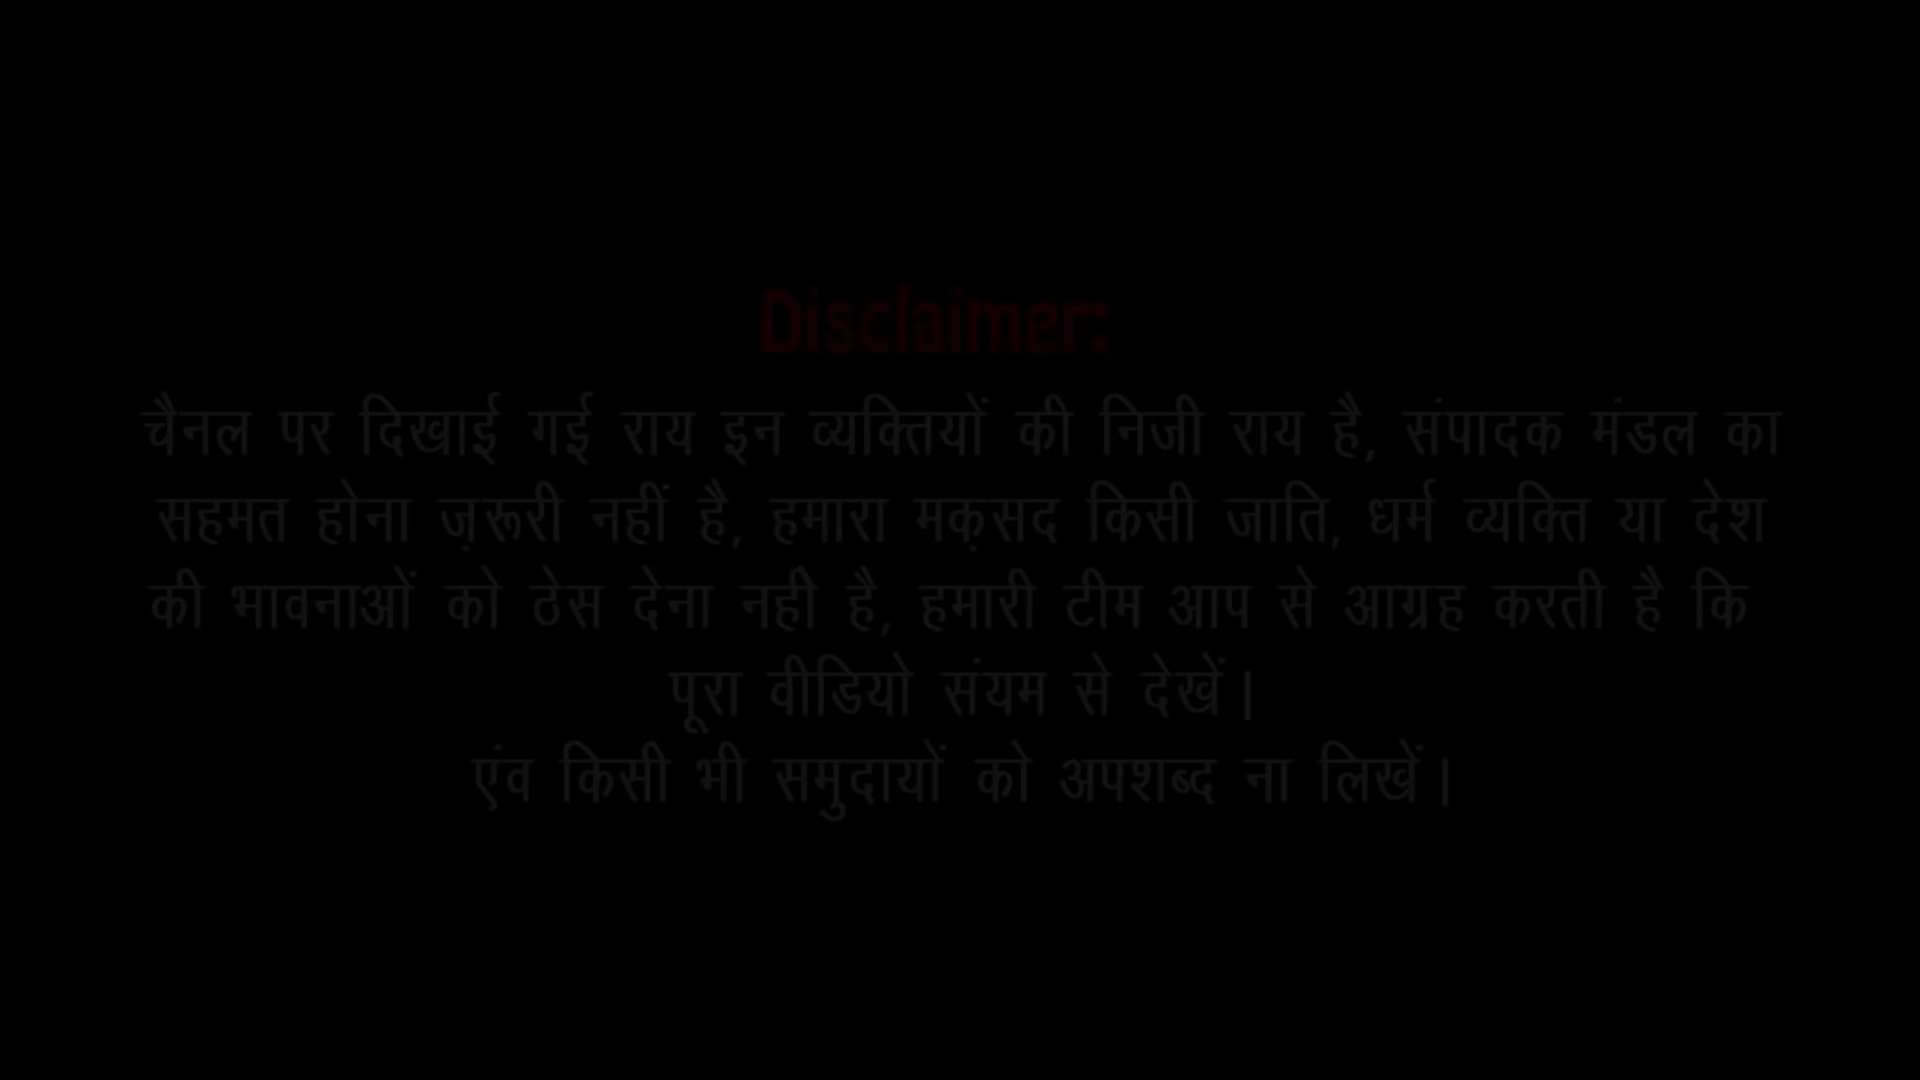 Disclaimer:
चैनल पर दिखाई गई राय इन व्यक्तियों की निजी राय है, संपादक मंडल का
सहमत होना ज़रूरी नहीं है, हमारा मक़सद किसी जाति, धर्म व्यक्ति या देश
की भावनाओं को ठेस देना नहीं है, हमारी टीम आप से आग्रह करती है कि
पूरा वीडियो संयम से देखें।
एंव किसी भी समुदायों को अपशब्द ना लिखें।